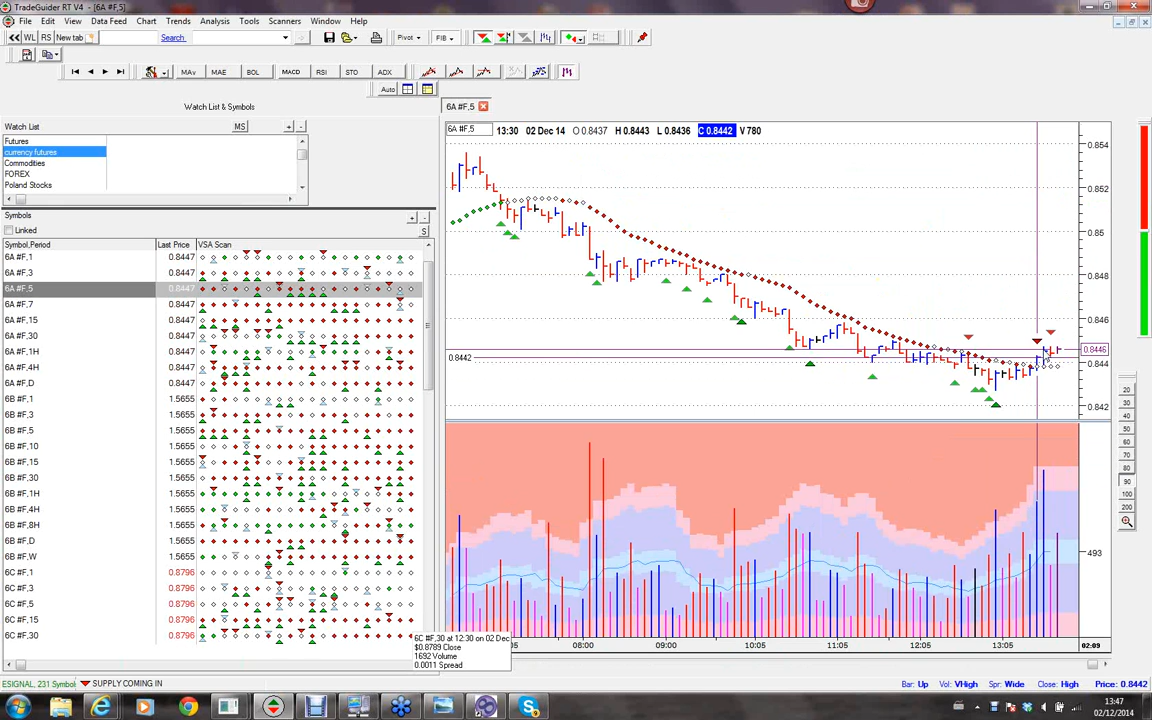 TradeGuider RT V4 - [6A #F,5]
File Edit View Data Feed Chart Trends Analysis Tools Scanners Window Help
WL RS New tab Search Pivot FIB
MAv MAE BOL MACD RSI STO ADX
Auto
Watch List & Symbols
6A #F,5
Watch List MS + -
Futures
currency futures
Commodities
FOREX
Poland Stocks
Symbols + -
Linked S
Symbol,Period Last Price VSA Scan
6A #F,1 0.8447
6A #F,3 0.8447
6A #F,5 0.8447
6A #F,7 0.8447
6A #F,15 0.8447
6A #F,30 0.8447
6A #F,1H 0.8447
6A #F,4H 0.8447
6A #F,D 0.8447
6B #F,1 1.5655
6B #F,3 1.5655
6B #F,5 1.5655
6B #F,10 1.5655
6B #F,15 1.5655
6B #F,30 1.5655
6B #F,1H 1.5655
6B #F,4H 1.5655
6B #F,8H 1.5655
6B #F,D 1.5655
6B #F,W 1.5655
6C #F,1 0.8796
6C #F,3 0.8796
6C #F,5 0.8796
6C #F,15 0.8796
6C #F,30 0.8796
6A #F,5 13:30 02 Dec 14 O 0.8437 H 0.8443 L 0.8436 C 0.8442 V 780
0.854
0.852
0.85
0.848
0.846
0.8446
0.8442
0.844
0.842
493
08:00 09:00 10:05 11:05 12:05 13:05 02:09
20
30
40
50
60
70
80
90
100
200
6C #F,30 at 12:30 on 02 Dec
$0.8789 Close
1692 Volume
0.0011 Spread
ESIGNAL, 231 Symbol SUPPLY COMING IN Bar: Up Vol: VHigh Spr: Wide Close: High Price: 0.8442
13:47
02/12/2014